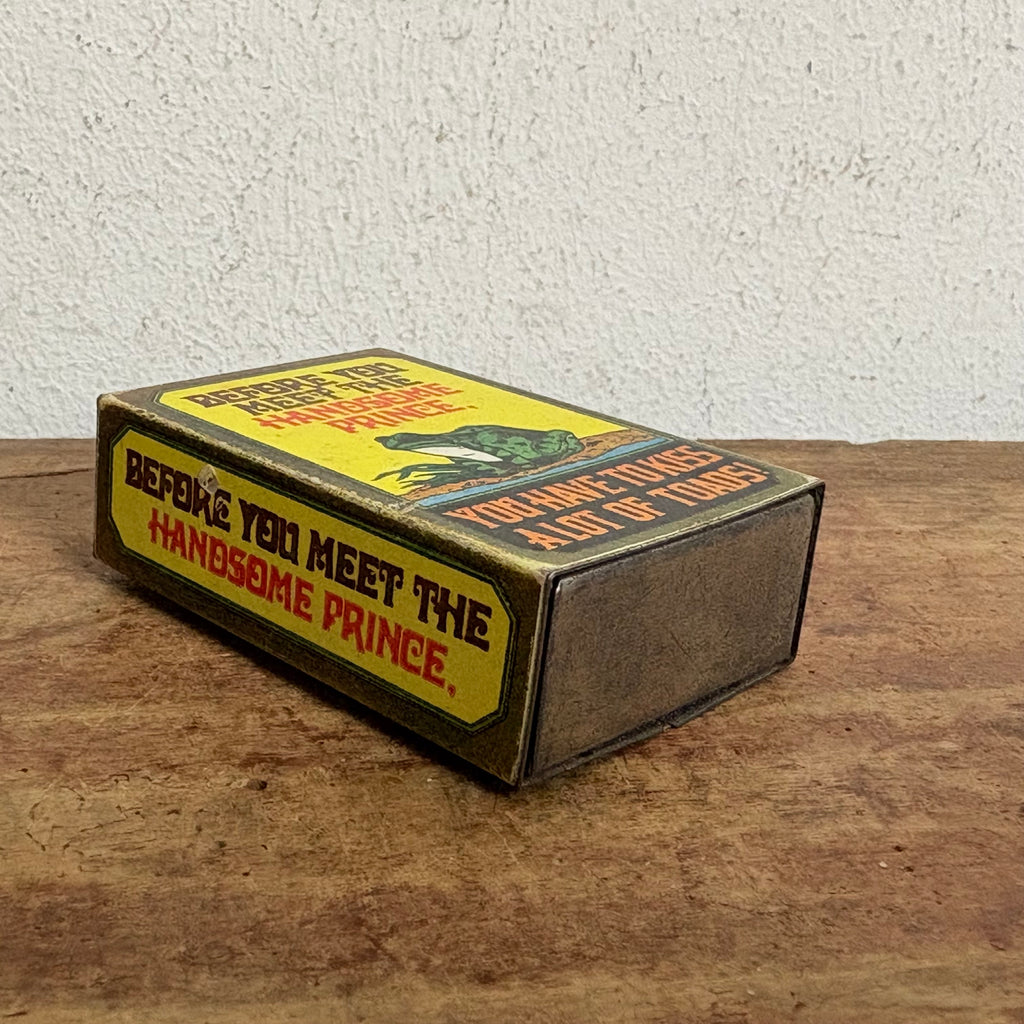 BEFORE YOU
MEET THE
HANDSOME
PRINCE.
YOU HAVE TO KISS
A LOT OF TOADS!
BEFORE YOU MEET THE
HANDSOME PRINCE.